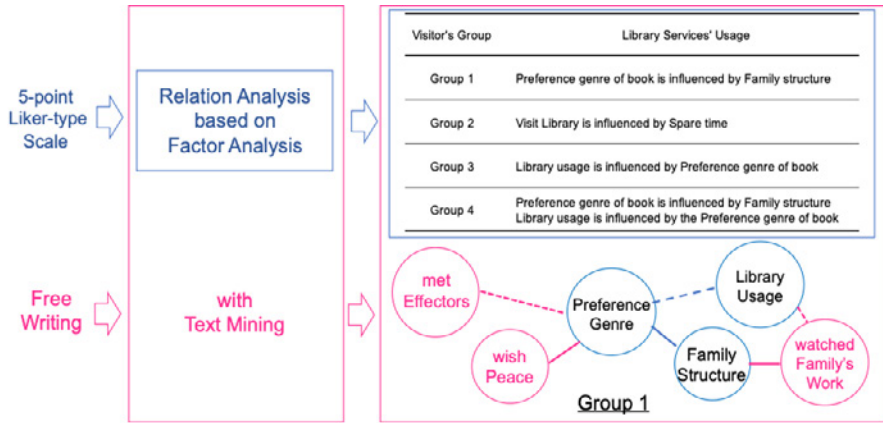 5-point
Liker-type
Scale
Relation Analysis
based on
Factor Analysis
Visitor's Group Library Services' Usage
Group 1 Preference genre of book is influenced by Family structure
Group 2 Visit Library is influenced by Spare time
Group 3 Library usage is influenced by Preference genre of book
Group 4 Preference genre of book is influenced by Family structure
Library usage is influenced by the Preference genre of book
Free
Writing
with
Text Mining
met
Effectors
wish
Peace
Preference
Genre
Library
Usage
Family
Structure
watched
Family's
Work
Group 1